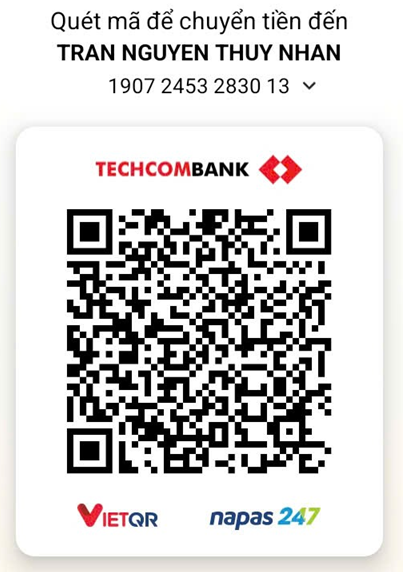 Quét mã để chuyển tiền đến
TRAN NGUYEN THUY NHAN
1907 2453 2830 13
TECHCOMBANK
VIETQR
napas 247